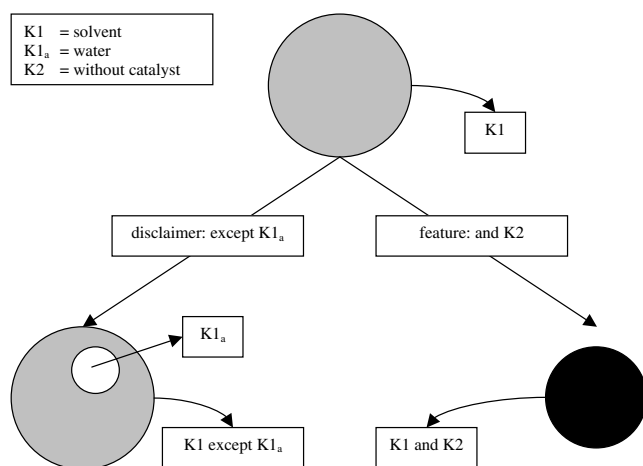 K1 = solvent
K1ₐ = water
K2 = without catalyst
K1
disclaimer: except K1ₐ
feature: and K2
K1ₐ
K1 except K1ₐ
K1 and K2